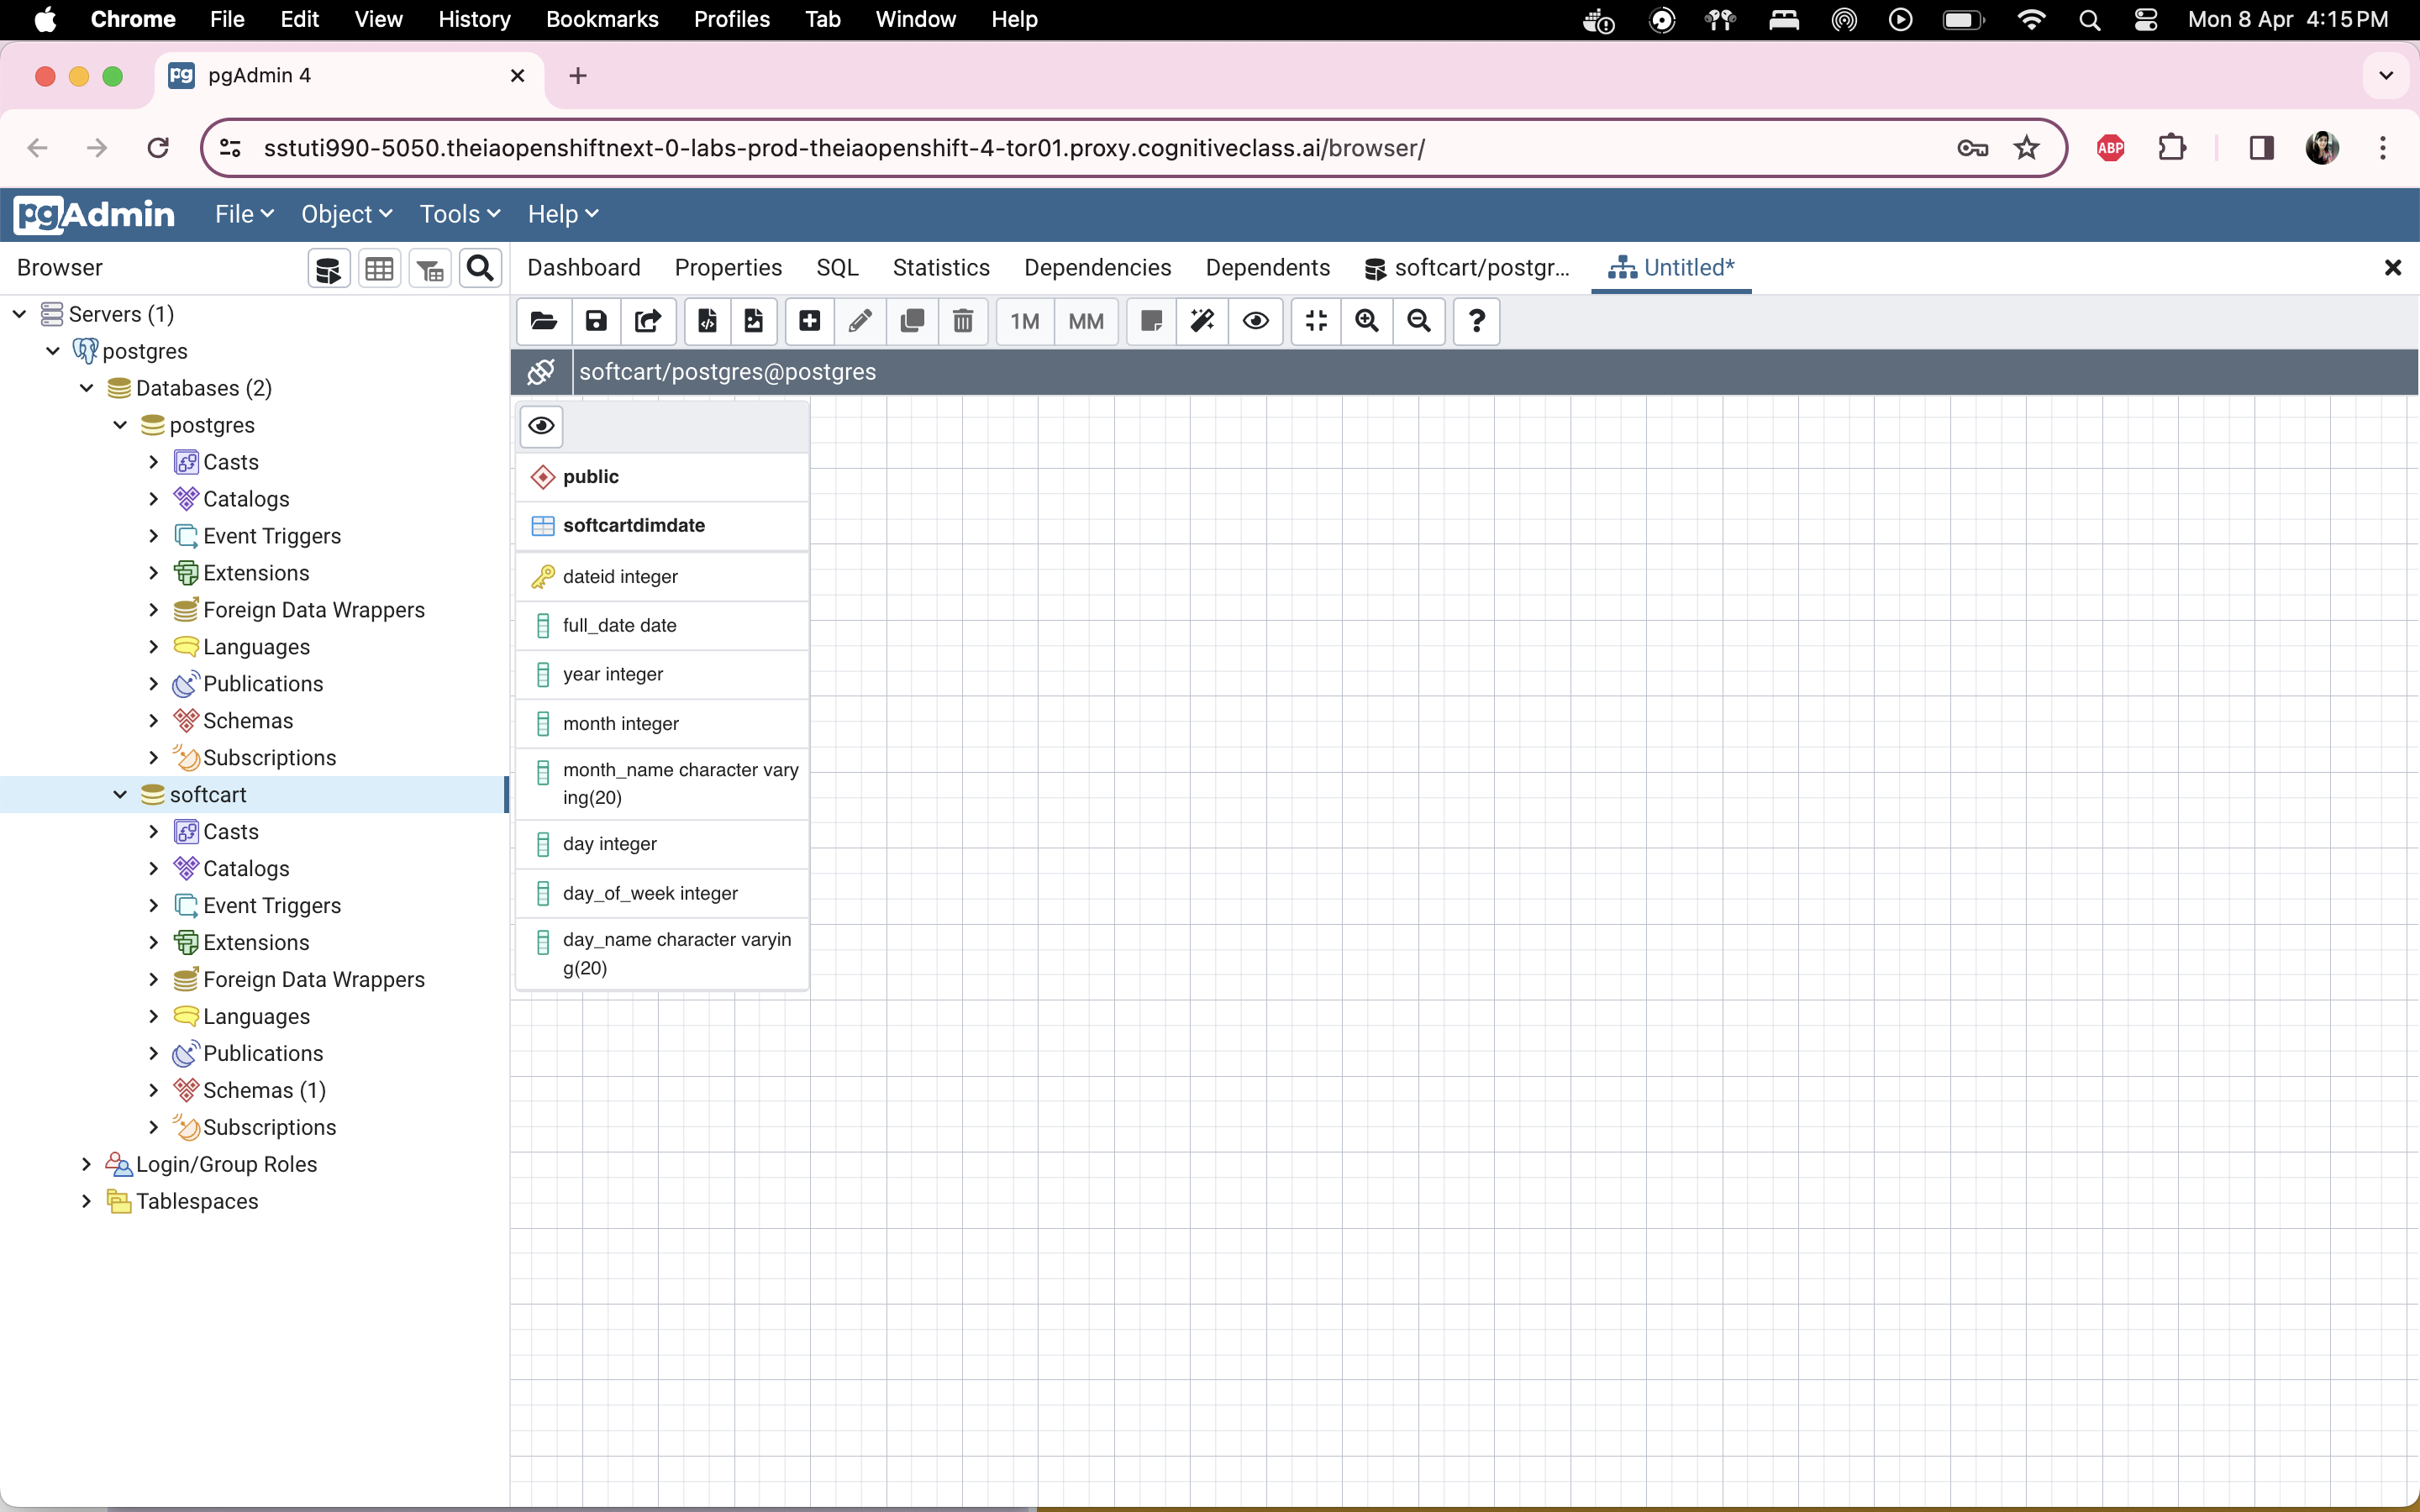 Chrome File Edit View History Bookmarks Profiles Tab Window Help Mon 8 Apr 4:15 PM
pg pgAdmin 4
sstuti990-5050.theiaopenshiftnext-0-labs-prod-theiaopenshift-4-tor01.proxy.cognitiveclass.ai/browser/
ABP
pgAdmin File Object Tools Help
Browser
Dashboard Properties SQL Statistics Dependencies Dependents softcart/postgr... Untitled*
1M MM ?
softcart/postgres@postgres
Servers (1)
postgres
Databases (2)
postgres
Casts
Catalogs
Event Triggers
Extensions
Foreign Data Wrappers
Languages
Publications
Schemas
Subscriptions
softcart
Casts
Catalogs
Event Triggers
Extensions
Foreign Data Wrappers
Languages
Publications
Schemas (1)
Subscriptions
Login/Group Roles
Tablespaces
public
softcartdimdate
dateid integer
full_date date
year integer
month integer
month_name character vary
ing(20)
day integer
day_of_week integer
day_name character varyin
g(20)